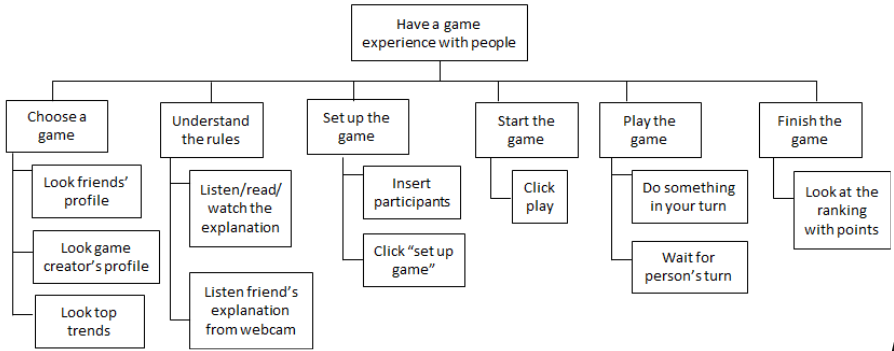 Have a game
experience with people
Choose a
game
Understand
the rules
Set up the
game
Start the
game
Play the
game
Finish the
game
Look friends'
profile
Look game
creator's profile
Look top
trends
Listen/read/
watch the
explanation
Listen friend's
explanation
from webcam
Insert
participants
Click "set up
game"
Click
play
Do something
in your turn
Wait for
person's turn
Look at the
ranking
with points